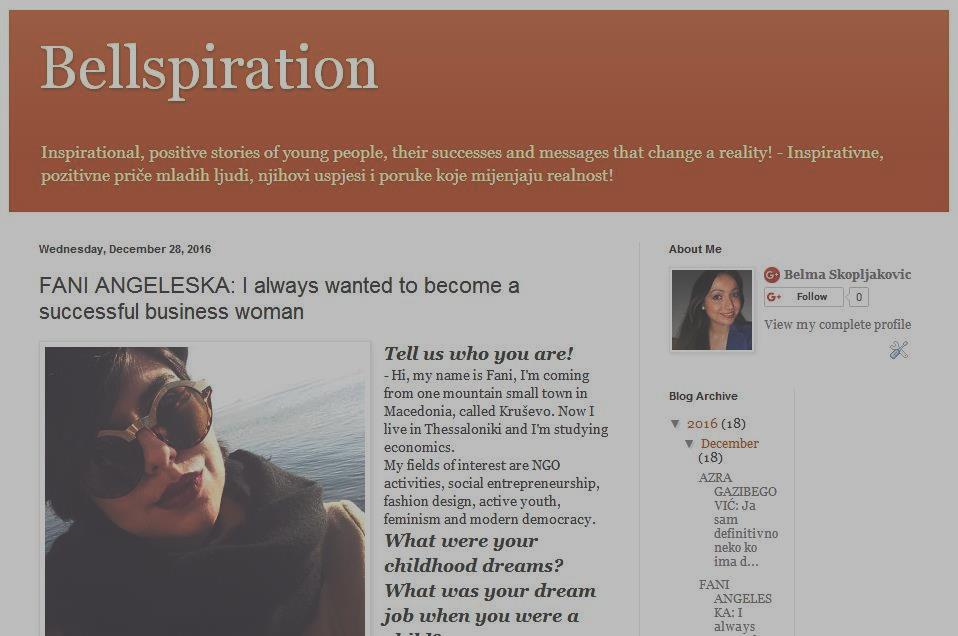 Bellspiration
Inspirational, positive stories of young people, their successes and messages that change a reality! - Inspirativne,
pozitivne priče mladih ljudi, njihovi uspjesi i poruke koje mijenjaju realnost!
Wednesday, December 28, 2016
FANI ANGELESKA: I always wanted to become a
successful business woman
Tell us who you are!
- Hi, my name is Fani, I'm coming
from one mountain small town in
Macedonia, called Kruševo. Now I
live in Thessaloniki and I'm studying
economics.
My fields of interest are NGO
activities, social entrepreneurship,
fashion design, active youth,
feminism and modern democracy.
What were your
childhood dreams?
What was your dream
job when you were a
About Me
G+ Belma Skopljakovic
G+ Follow 0
View my complete profile
Blog Archive
▼ 2016 (18)
▼ December
(18)
AZRA
GAZIBEGO
VIĆ: Ja
sam
definitivno
neko ko
ima d...
FANI
ANGELES
KA: I
always